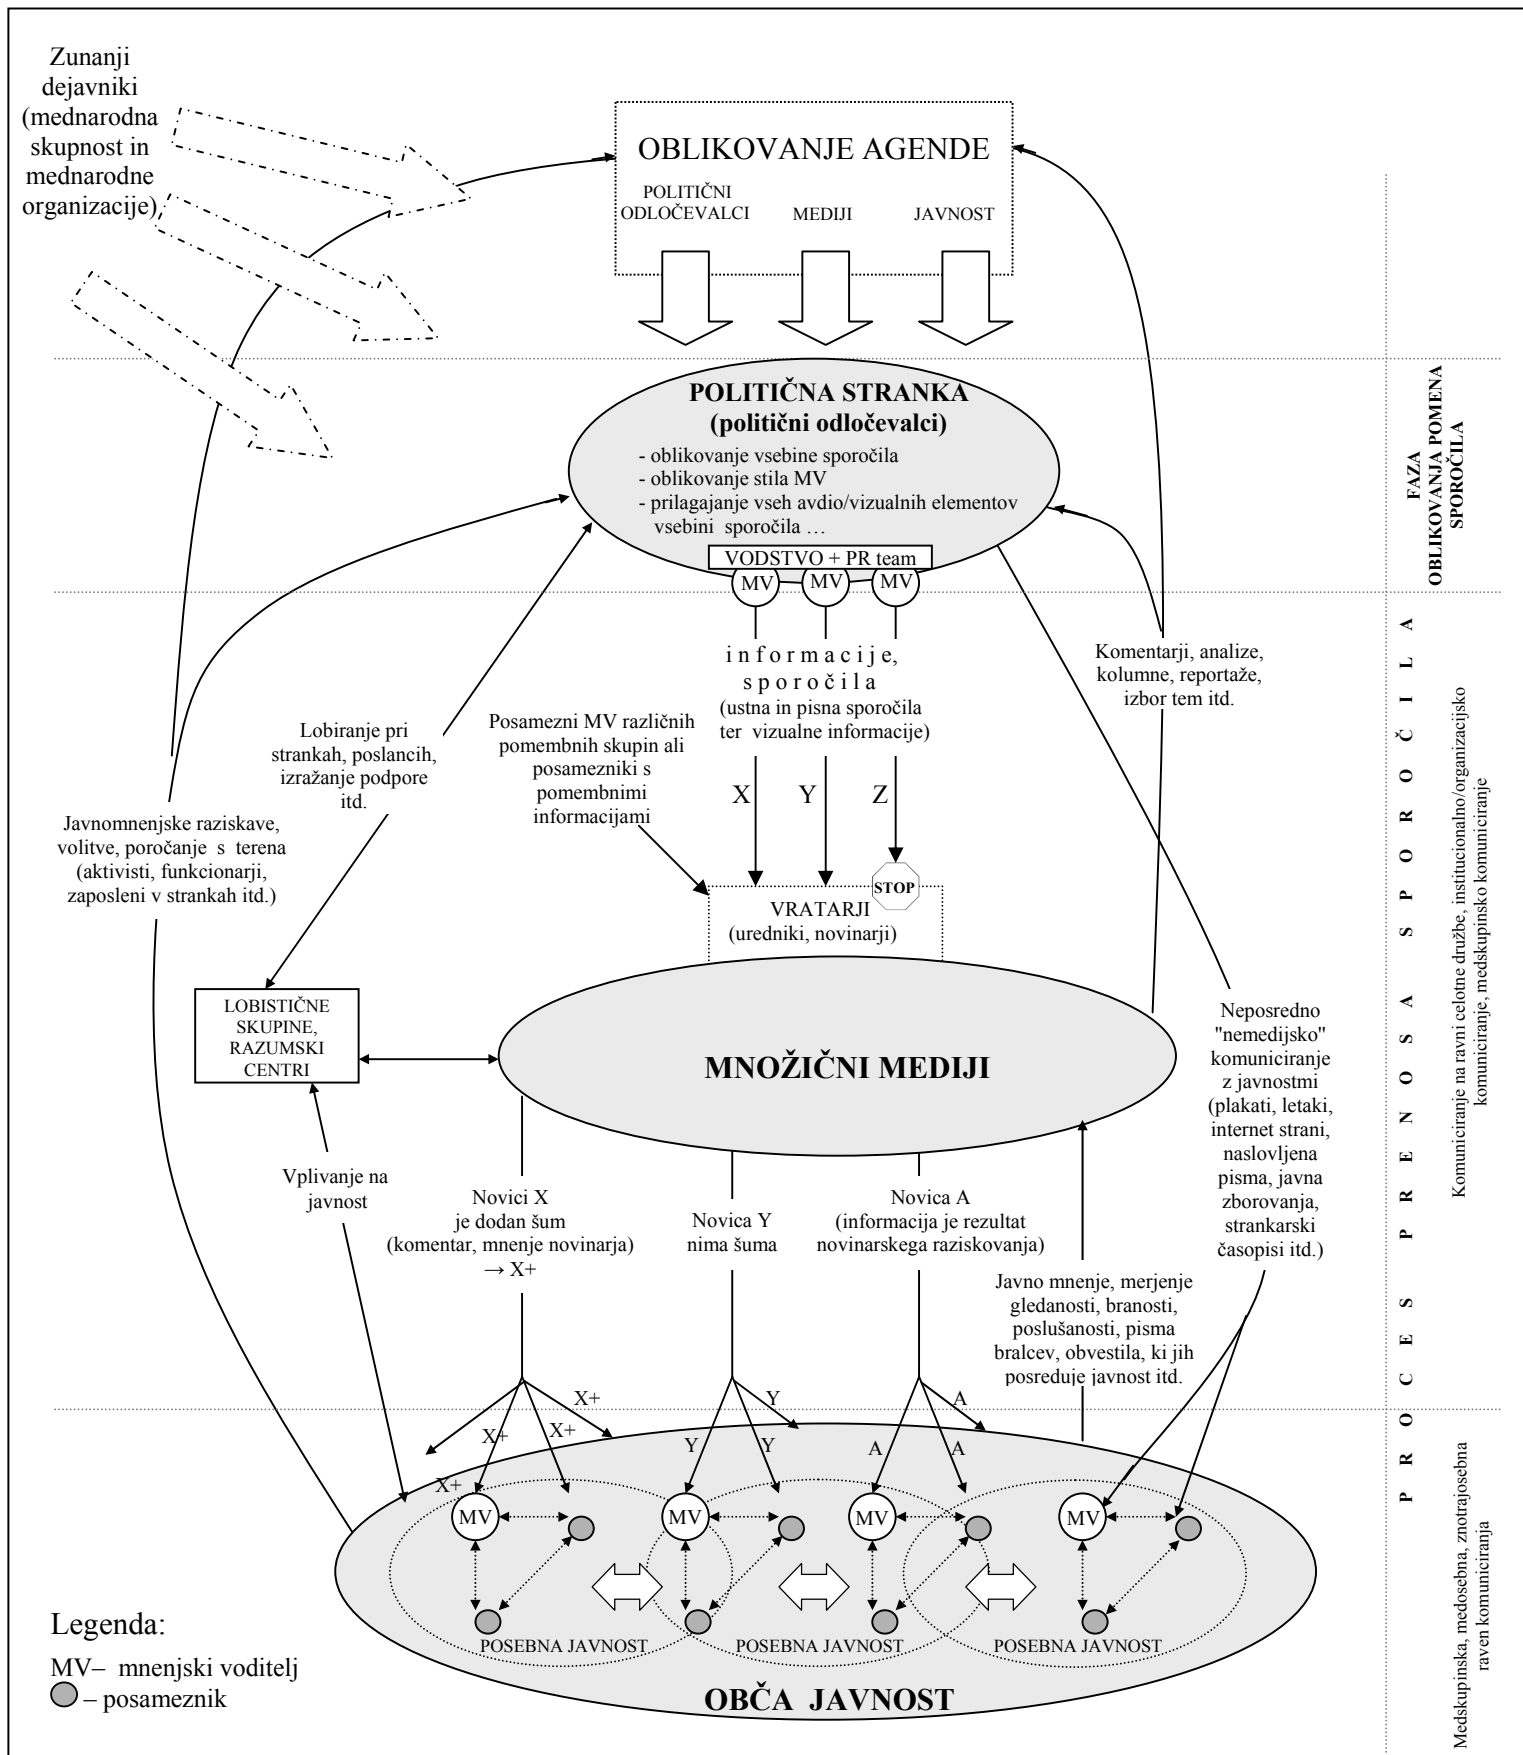 Zunanji
dejavniki
(mednarodna
skupnost in
mednarodne
organizacije)
OBLIKOVANJE AGENDE
POLITIČNI
ODLOČEVALCI
MEDIJI
JAVNOST
POLITIČNA STRANKA
(politični odločevalci)
- oblikovanje vsebine sporočila
- oblikovanje stila MV
- prilagajanje vseh avdio/vizualnih elementov
vsebini sporočila …
VODSTVO + PR team
MV
MV
MV
FAZA
OBLIKOVANJA POMENA
SPOROČILA
i n f o r m a c i j e,
s p o r o č i l a
(ustna in pisna sporočila
ter vizualne informacije)
Komentarji, analize,
kolumne, reportaže,
izbor tem itd.
Lobiranje pri
strankah, poslancih,
izražanje podpore
itd.
Posamezni MV različnih
pomembnih skupin ali
posamezniki s
pomembnimi
informacijami
X
Y
Z
Javnomnenjske raziskave,
volitve, poročanje s terena
(aktivisti, funkcionarji,
zaposleni v strankah itd.)
STOP
VRATARJI
(uredniki, novinarji)
LOBISTIČNE
SKUPINE,
RAZUMSKI
CENTRI
MNOŽIČNI MEDIJI
Neposredno
"nemedijsko"
komuniciranje
z javnostmi
(plakati, letaki,
internet strani,
naslovljena
pisma, javna
zborovanja,
strankarski
časopisi itd.)
P R O C E S P R E N O S A S P O R O Č I L A
Komuniciranje na ravni celotne družbe, institucionalno/organizacijsko
komuniciranje, medskupinsko komuniciranje
Vplivanje na
javnost
Novici X
je dodan šum
(komentar, mnenje novinarja)
→ X+
Novica Y
nima šuma
Novica A
(informacija je rezultat
novinarskega raziskovanja)
Javno mnenje, merjenje
gledanosti, branosti,
poslušanosti, pisma
bralcev, obvestila, ki jih
posreduje javnost itd.
X+
Y
A
X+
X+
Y
Y
A
A
X+
MV
MV
MV
MV
POSEBNA JAVNOST
POSEBNA JAVNOST
POSEBNA JAVNOST
OBČA JAVNOST
Medskupinska, medosebna, znotrajosebna
raven komuniciranja
Legenda:
MV– mnenjski voditelj
– posameznik